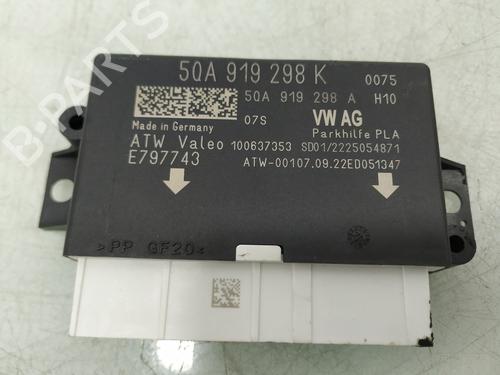 5QA 919 298 K
0075
5QA 919 298 A H10
Made in Germany
07S VW AG
Parkhilfe PLA
ATW Valeo 100637353 SD01/2225054871
E797743 ATW-00107.09.22ED051347
>PP GF20<
B-Parts